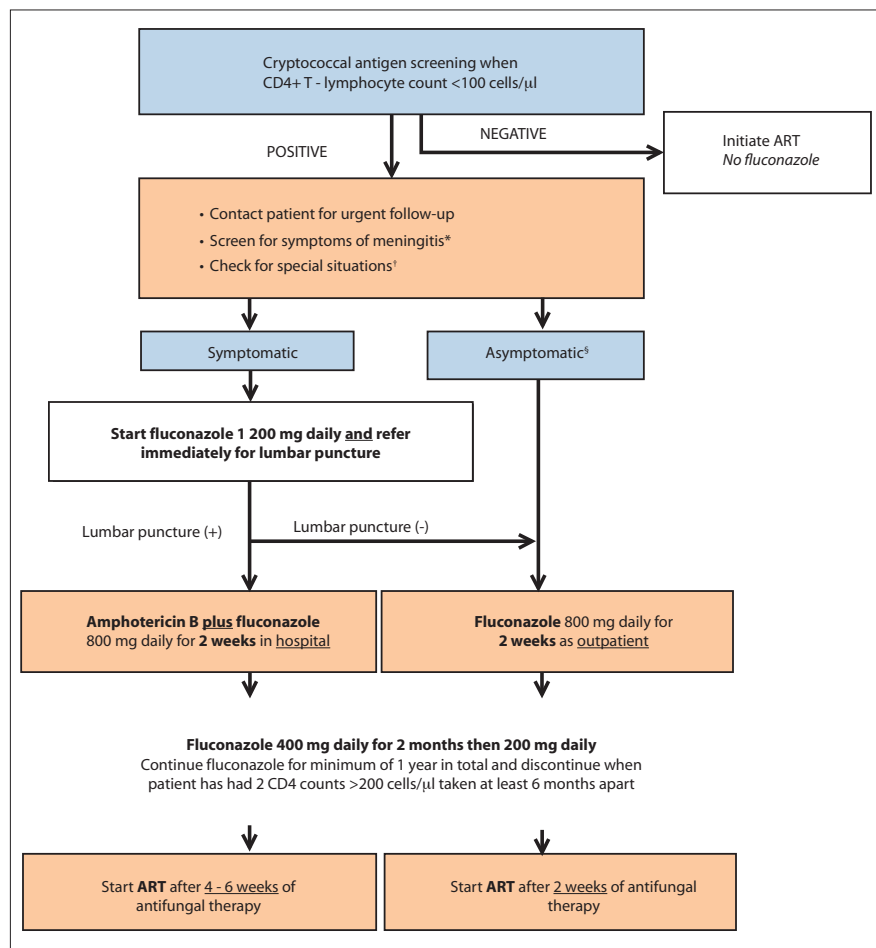 Cryptococcal antigen screening when
CD4+ T - lymphocyte count <100 cells/µl
NEGATIVE
POSITIVE
Initiate ART
No fluconazole
• Contact patient for urgent follow-up
• Screen for symptoms of meningitis*
• Check for special situations†
Symptomatic
Asymptomatic§
Start fluconazole 1 200 mg daily and refer
immediately for lumbar puncture
Lumbar puncture (+)
Lumbar puncture (-)
Amphotericin B plus fluconazole
800 mg daily for 2 weeks in hospital
Fluconazole 800 mg daily for
2 weeks as outpatient
Fluconazole 400 mg daily for 2 months then 200 mg daily
Continue fluconazole for minimum of 1 year in total and discontinue when
patient has had 2 CD4 counts >200 cells/µl taken at least 6 months apart
Start ART after 4 - 6 weeks of
antifungal therapy
Start ART after 2 weeks of antifungal
therapy